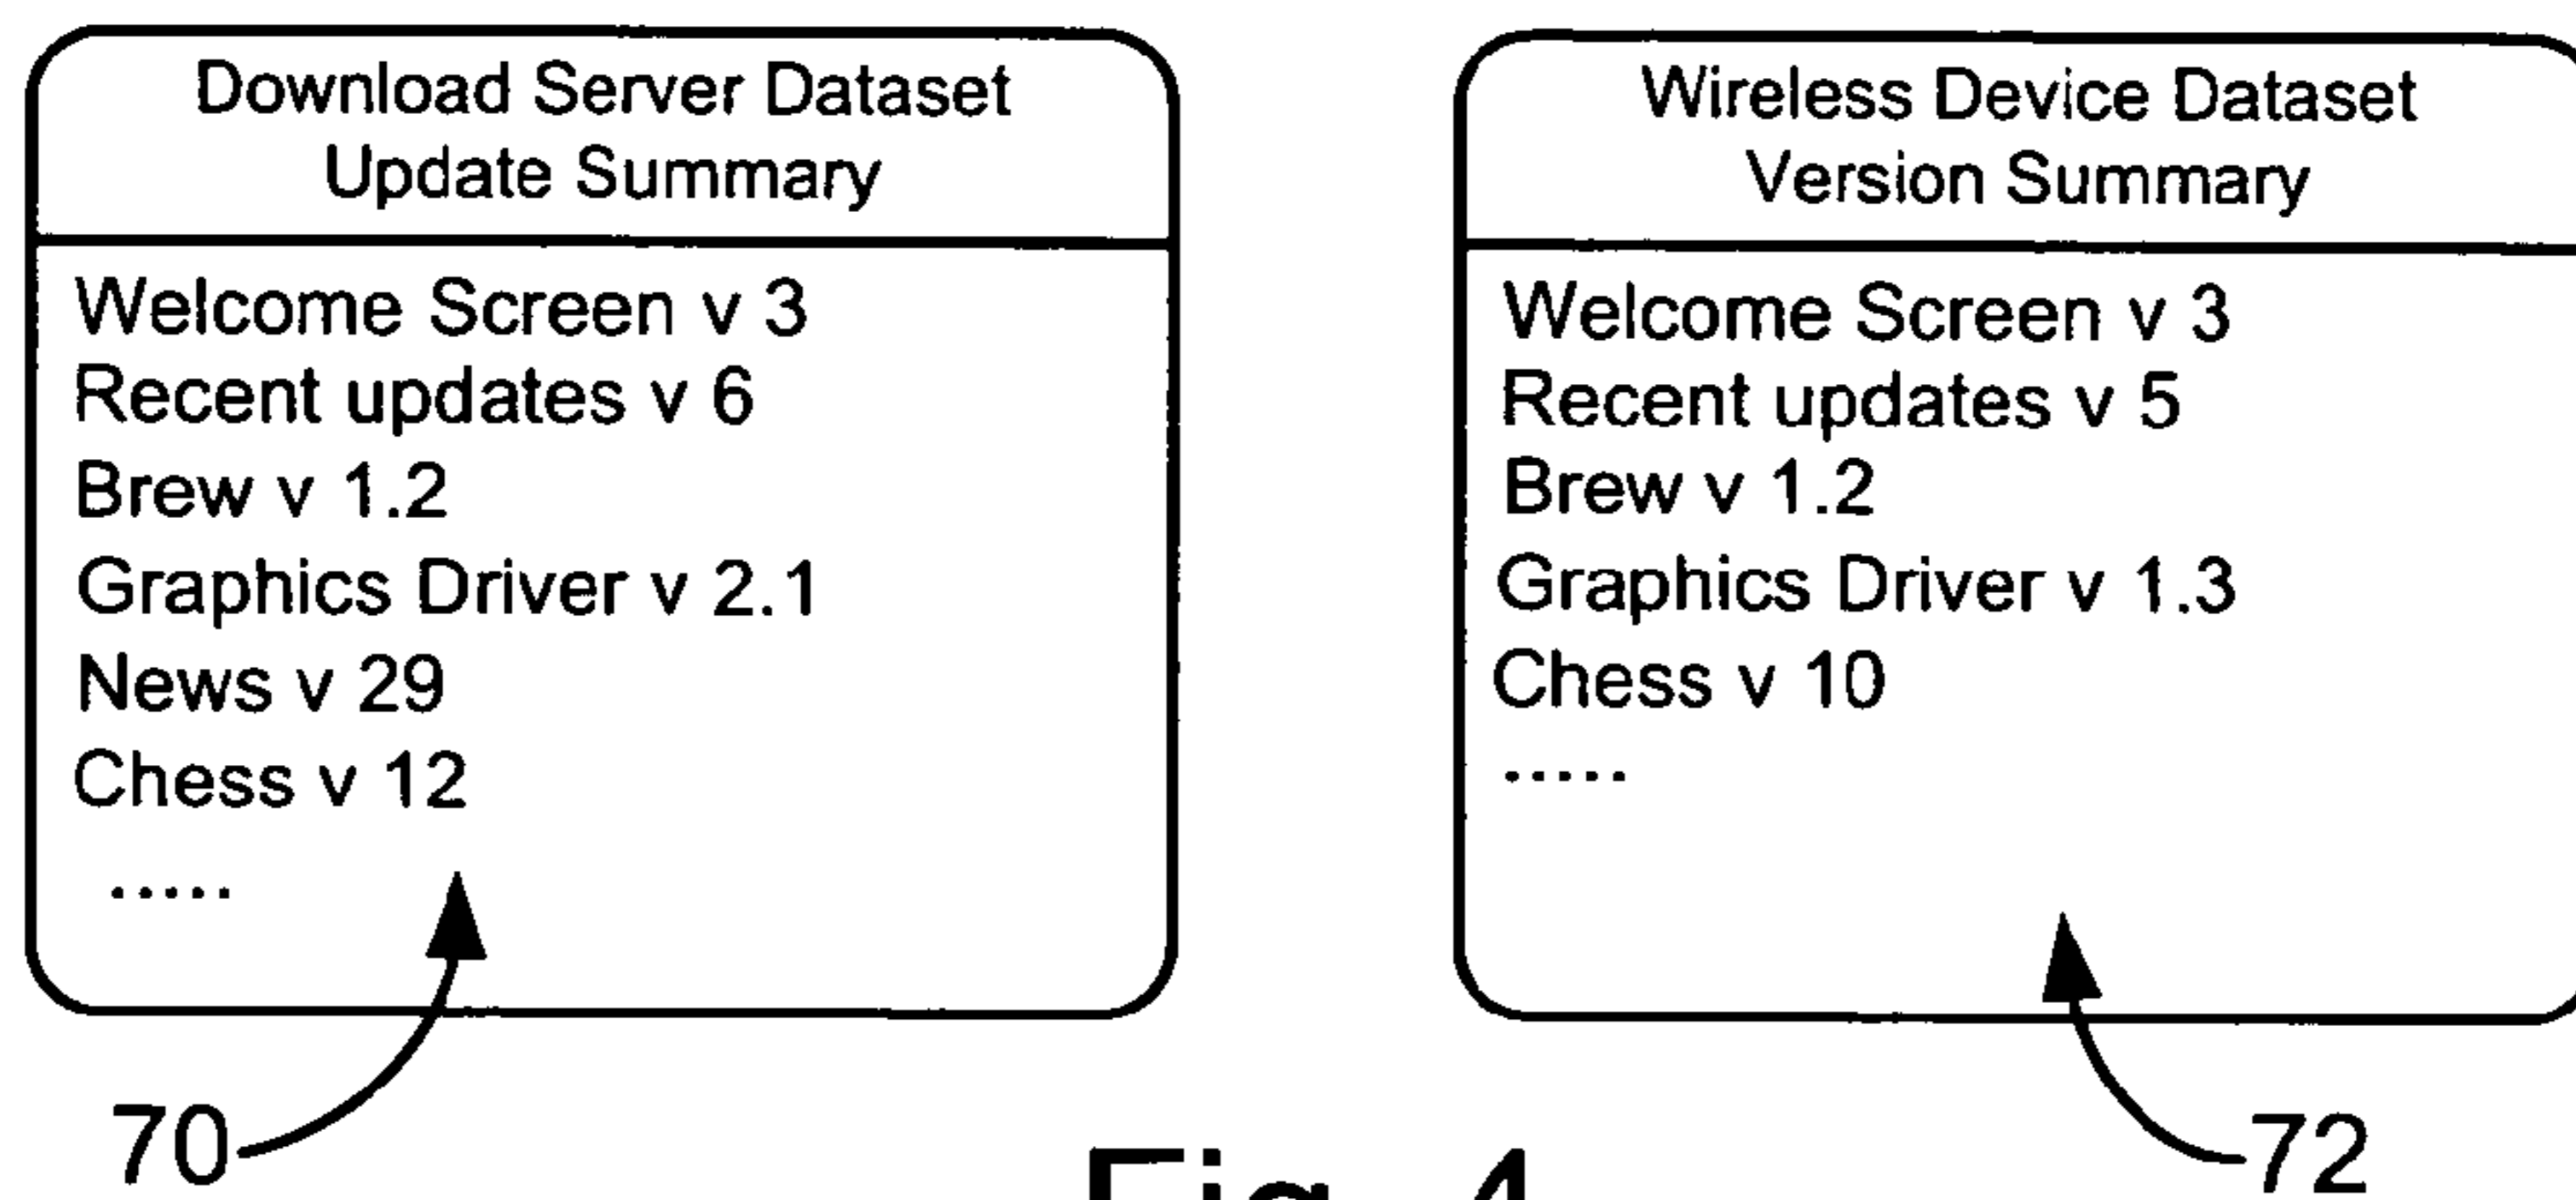 Download Server Dataset
Update Summary
Welcome Screen v 3
Recent updates v 6
Brew v 1.2
Graphics Driver v 2.1
News v 29
Chess v 12
.....
70
Wireless Device Dataset
Version Summary
Welcome Screen v 3
Recent updates v 5
Brew v 1.2
Graphics Driver v 1.3
Chess v 10
.....
72
Fig. 4